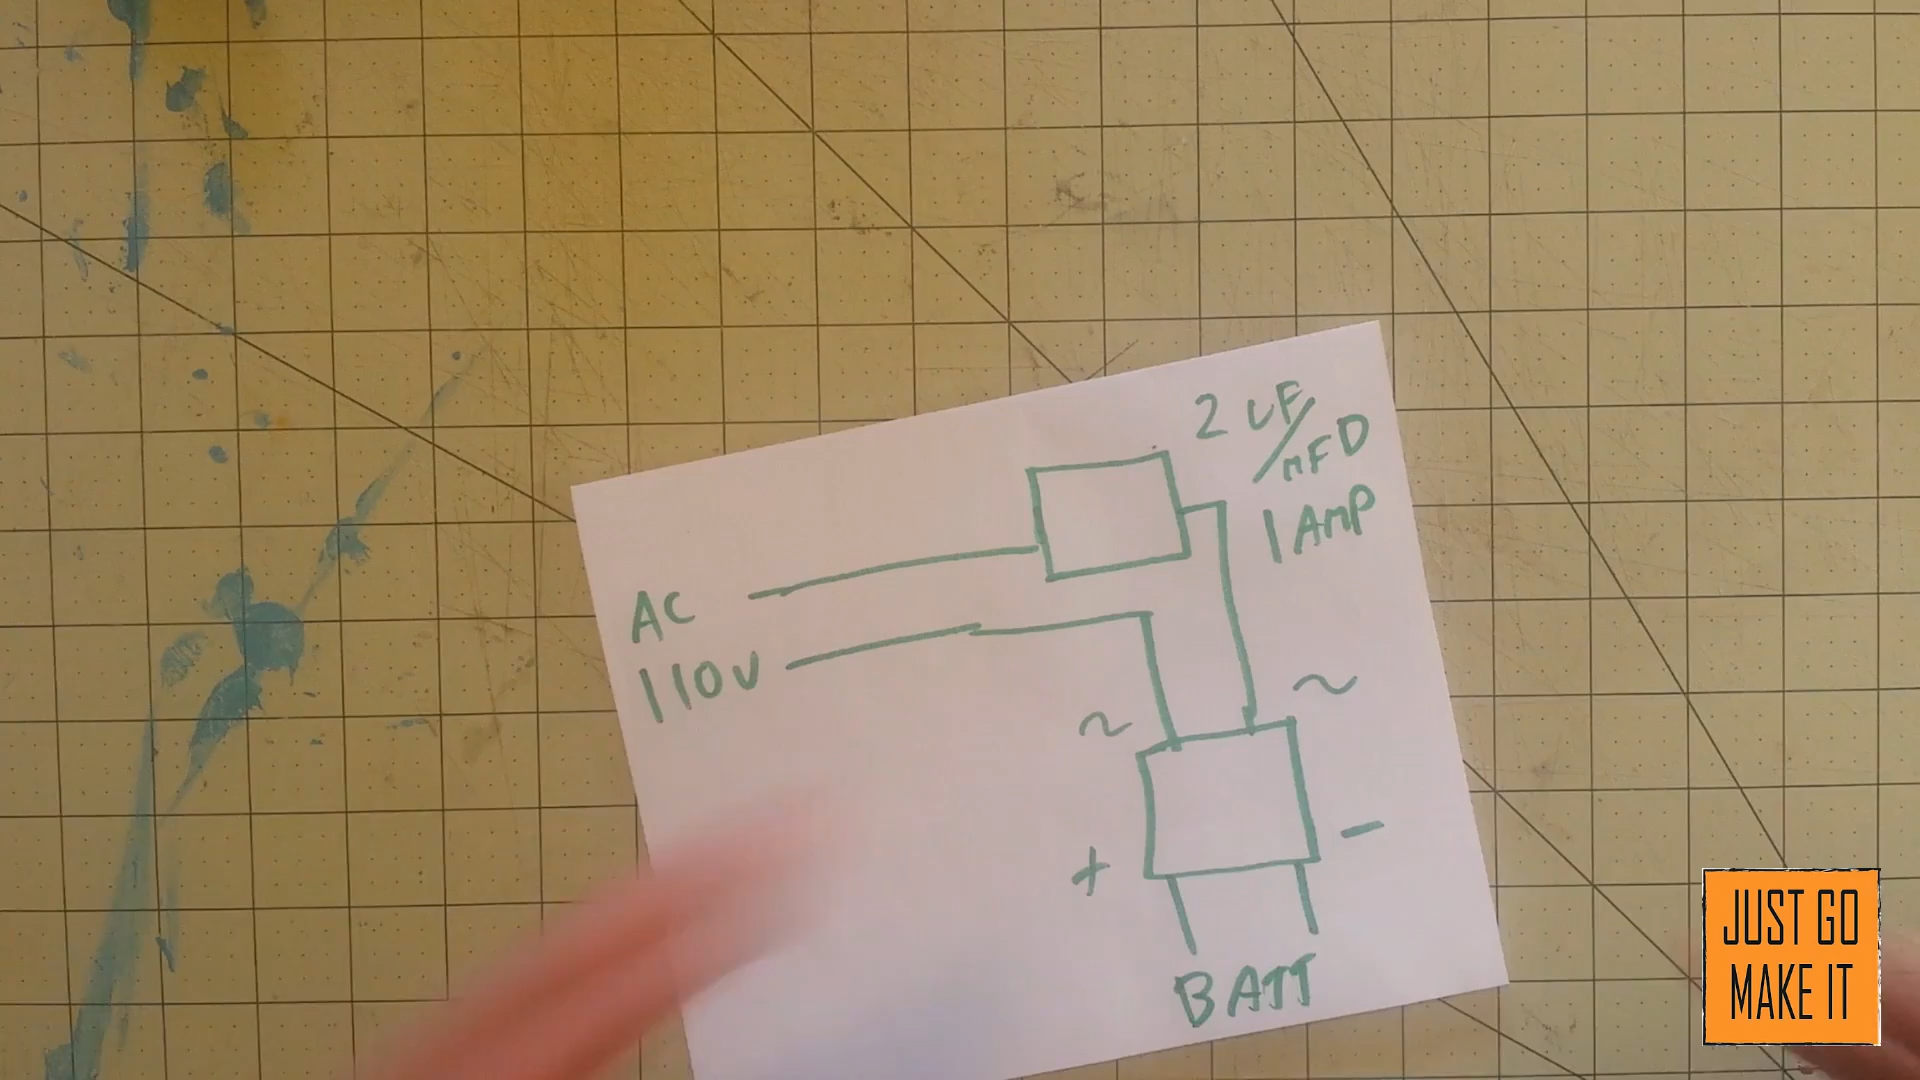 2 UF/MFD
1 AMP
AC
110V
~ ~
+ -
BATT
JUST GO
MAKE IT